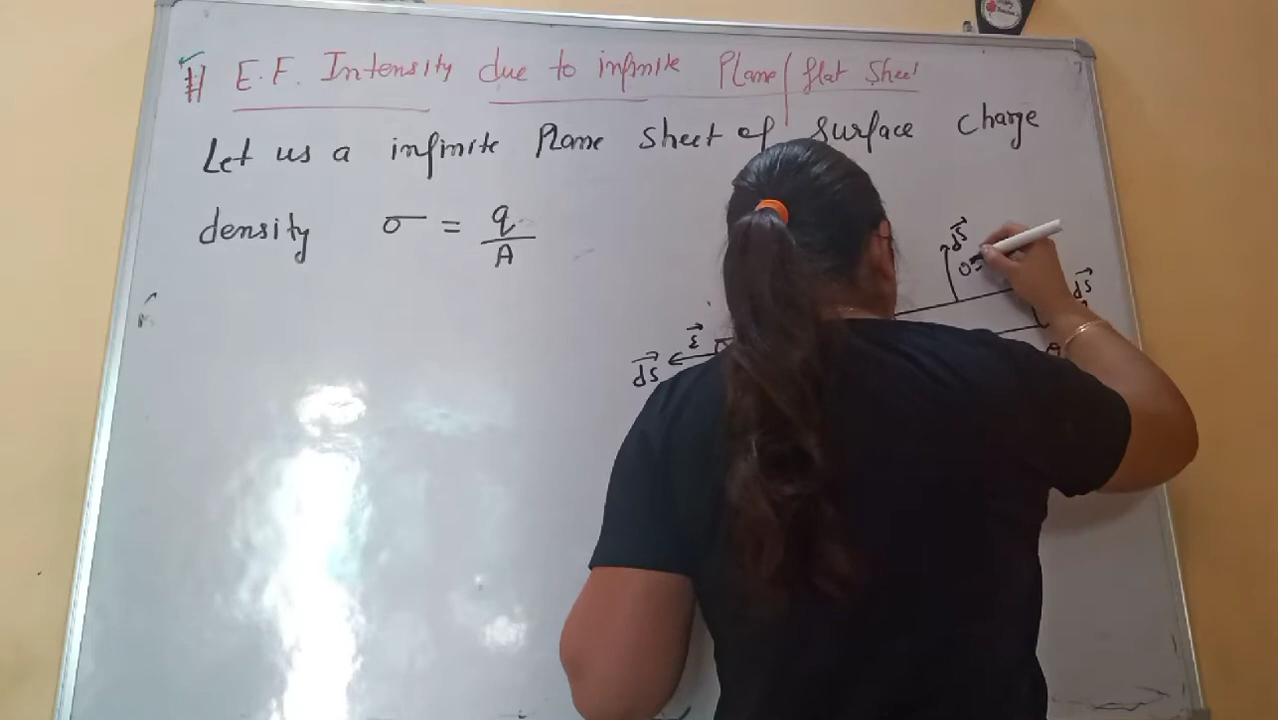 # E.F. Intensity due to infinite Plane/flat Sheet
Let us a infinite Plane sheet of surface charge
density σ = q/A
dS
dS
E
dS